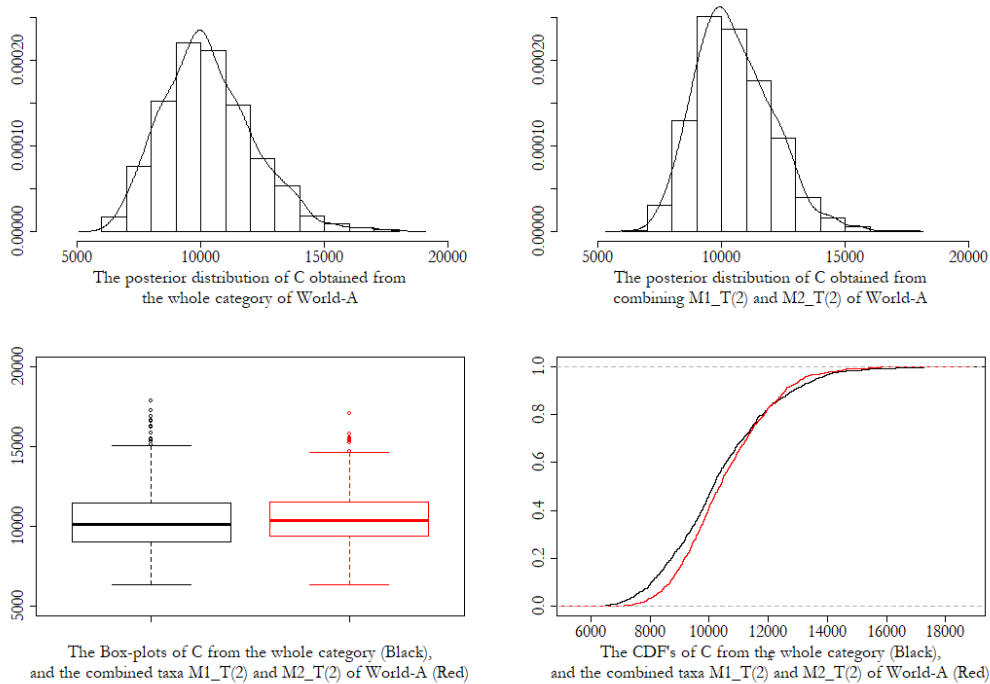 0.00000 0.00010 0.00020
5000 10000 15000 20000
The posterior distribution of C obtained from
the whole category of World-A
0.00000 0.00010 0.00020
5000 10000 15000 20000
The posterior distribution of C obtained from
combining M1_T(2) and M2_T(2) of World-A
5000 10000 15000 20000
The Box-plots of C from the whole category (Black),
and the combined taxa M1_T(2) and M2_T(2) of World-A (Red)
0.0 0.2 0.4 0.6 0.8 1.0
6000 8000 10000 12000 14000 16000 18000
The CDF's of C from the whole category (Black),
and the combined taxa M1_T(2) and M2_T(2) of World-A (Red)